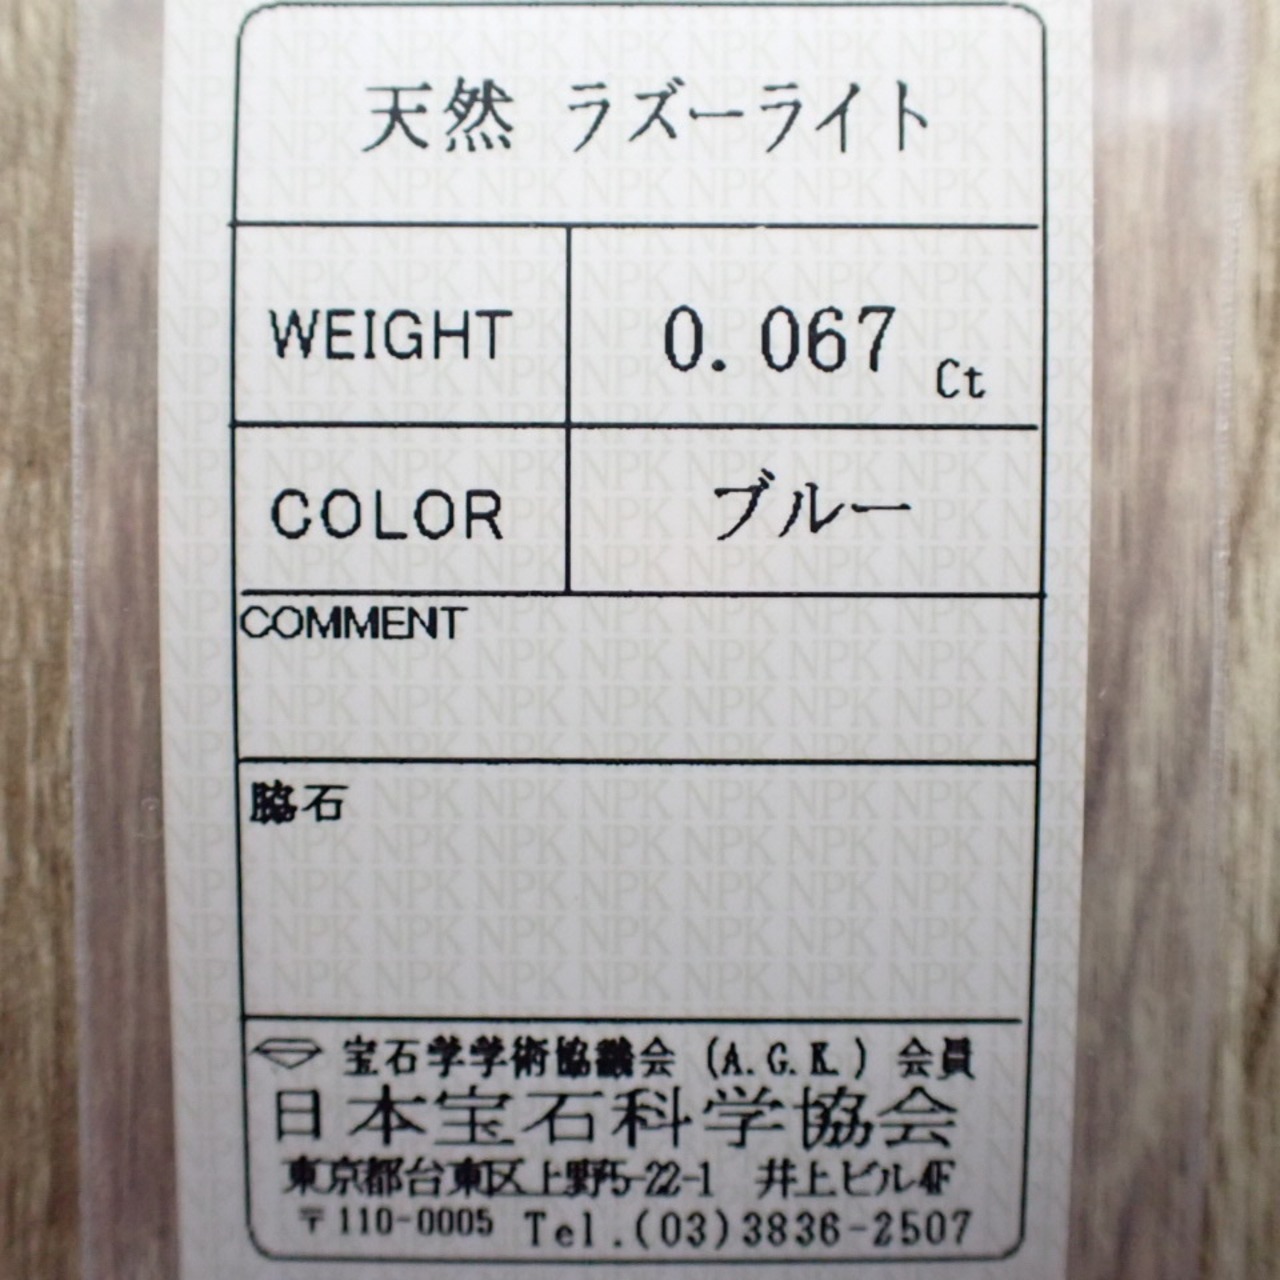 天然 ラズーライト
WEIGHT 0.067 Ct
COLOR ブルー
COMMENT
脇石
宝石学学術協議会 (A.G.K.) 会員
日本宝石科学協会
東京都台東区上野5-22-1 井上ビル4F
〒110-0005 Tel.(03)3836-2507